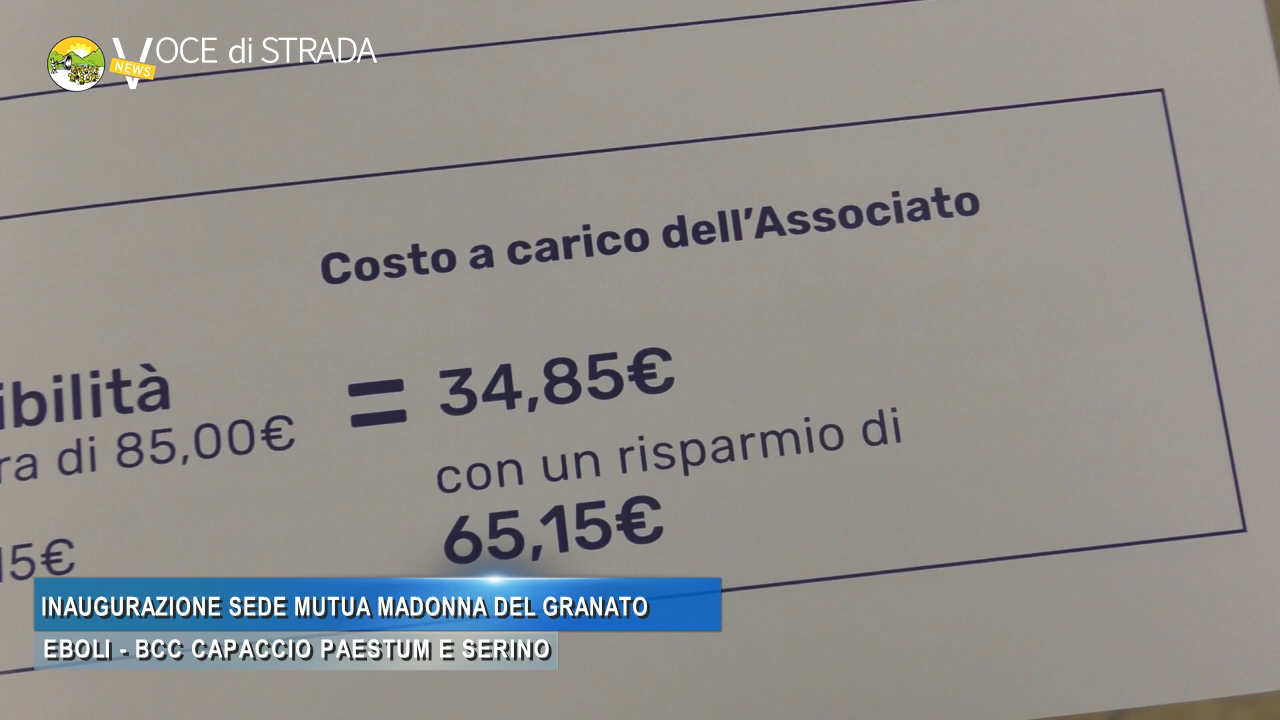 VOCE di STRADA
NEWS
Costo a carico dell'Associato
ibilità
ra di 85,00€
= 34,85€
con un risparmio di
65,15€
15€
INAUGURAZIONE SEDE MUTUA MADONNA DEL GRANATO
EBOLI - BCC CAPACCIO PAESTUM E SERINO